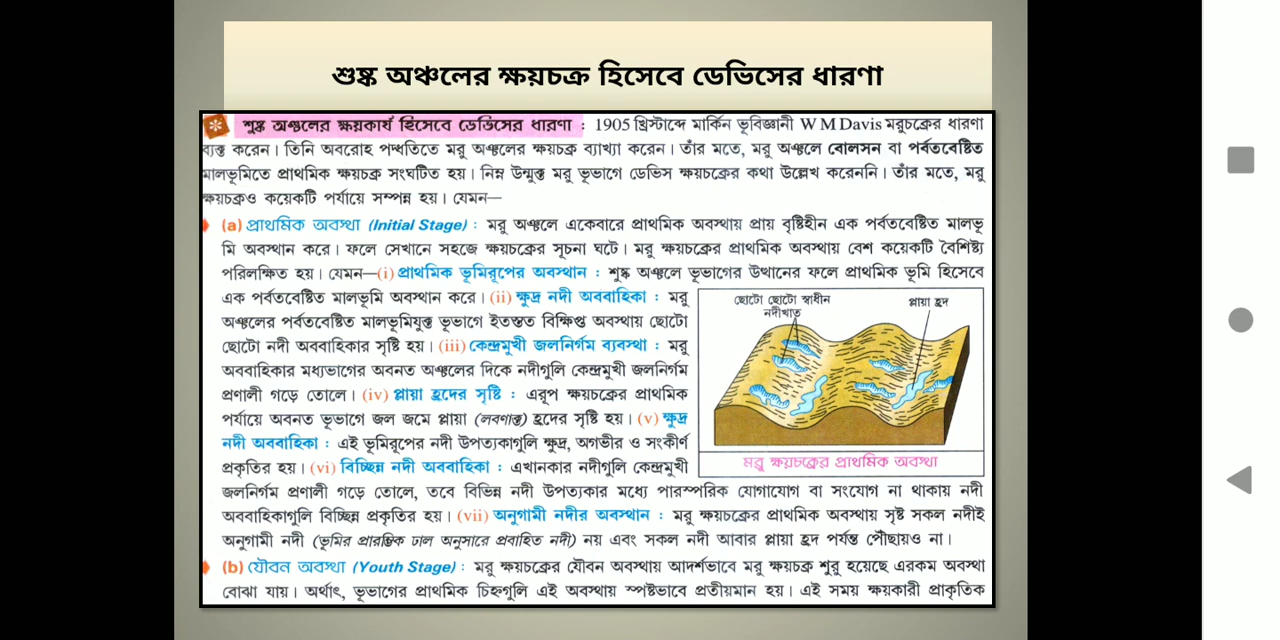 শুষ্ক অঞ্চলের ক্ষয়চক্র হিসেবে ডেভিসের ধারণা
শুষ্ক অঞ্চলের ক্ষয়কার্য হিসেবে ডেভিসের ধারণা : 1905 খ্রিস্টাব্দে মার্কিন ভূবিজ্ঞানী W M Davis মরুচক্রের ধারণা
ব্যক্ত করেন। তিনি অবরোহ পদ্ধতিতে মরু অঞ্চলের ক্ষয়চক্র ব্যাখ্যা করেন। তাঁর মতে, মরু অঞ্চলে বোলসন বা পর্বতবেষ্টিত
মালভূমিতে প্রাথমিক ক্ষয়চক্র সংঘটিত হয়। নিম্ন উন্মুক্ত মরু ভূভাগে ডেভিস ক্ষয়চক্রের কথা উল্লেখ করেননি। তাঁর মতে, মরু
ক্ষয়চক্রও কয়েকটি পর্যায়ে সম্পন্ন হয়। যেমন—
(a) প্রাথমিক অবস্থা (Initial Stage) : মরু অঞ্চলে একেবারে প্রাথমিক অবস্থায় প্রায় বৃষ্টিহীন এক পর্বতবেষ্টিত মালভূ
মি অবস্থান করে। ফলে সেখানে সহজে ক্ষয়চক্রের সূচনা ঘটে। মরু ক্ষয়চক্রের প্রাথমিক অবস্থায় বেশ কয়েকটি বৈশিষ্ট্য
পরিলক্ষিত হয়। যেমন—(i) প্রাথমিক ভূমিরূপের অবস্থান : শুষ্ক অঞ্চলে ভূভাগের উত্থানের ফলে প্রাথমিক ভূমি হিসেবে
এক পর্বতবেষ্টিত মালভূমি অবস্থান করে। (ii) ক্ষুদ্র নদী অববাহিকা : মরু
অঞ্চলের পর্বতবেষ্টিত মালভূমিযুক্ত ভূভাগে ইতস্তত বিক্ষিপ্ত অবস্থায় ছোটো
ছোটো নদী অববাহিকার সৃষ্টি হয়। (iii) কেন্দ্রমুখী জলনির্গম ব্যবস্থা : মরু
অববাহিকার মধ্যভাগের অবনত অঞ্চলের দিকে নদীগুলি কেন্দ্রমুখী জলনির্গম
প্রণালী গড়ে তোলে। (iv) প্লায়া হ্রদের সৃষ্টি : এরূপ ক্ষয়চক্রের প্রাথমিক
পর্যায়ে অবনত ভূভাগে জল জমে প্লায়া (লবণাক্ত) হ্রদের সৃষ্টি হয়। (v) ক্ষুদ্র
নদী অববাহিকা : এই ভূমিরূপের নদী উপত্যকাগুলি ক্ষুদ্র, অগভীর ও সংকীর্ণ
প্রকৃতির হয়। (vi) বিচ্ছিন্ন নদী অববাহিকা : এখানকার নদীগুলি কেন্দ্রমুখী
ছোটো ছোটো স্বাধীন
নদীখাত
প্লায়া হ্রদ
মরু ক্ষয়চক্রের প্রাথমিক অবস্থা
জলনির্গম প্রণালী গড়ে তোলে, তবে বিভিন্ন নদী উপত্যকার মধ্যে পারস্পরিক যোগাযোগ বা সংযোগ না থাকায় নদী
অববাহিকাগুলি বিচ্ছিন্ন প্রকৃতির হয়। (vii) অনুগামী নদীর অবস্থান : মরু ক্ষয়চক্রের প্রাথমিক অবস্থায় সৃষ্ট সকল নদীই
অনুগামী নদী (ভূমির প্রারম্ভিক ঢাল অনুসারে প্রবাহিত নদী) নয় এবং সকল নদী আবার প্লায়া হ্রদ পর্যন্ত পৌঁছায়ও না।
(b) যৌবন অবস্থা (Youth Stage) : মরু ক্ষয়চক্রের যৌবন অবস্থায় আদর্শভাবে মরু ক্ষয়চক্র শুরু হয়েছে এরকম অবস্থা
বোঝা যায়। অর্থাৎ, ভূভাগের প্রাথমিক চিহ্নগুলি এই অবস্থায় স্পষ্টভাবে প্রতীয়মান হয়। এই সময় ক্ষয়কারী প্রাকৃতিক